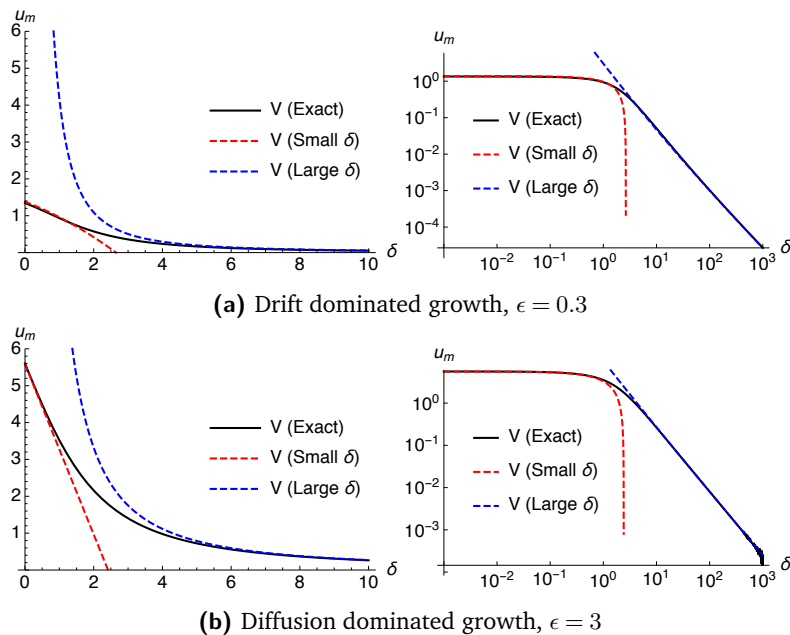 u_m
6
5
4
3
2
1
0 2 4 6 8 10 δ
V (Exact)
V (Small δ)
V (Large δ)
u_m
10^0
10^-1
10^-2
10^-3
10^-4
10^-2 10^-1 10^0 10^1 10^2 10^3 δ
V (Exact)
V (Small δ)
V (Large δ)
(a) Drift dominated growth, ϵ = 0.3
u_m
6
5
4
3
2
1
0 2 4 6 8 10 δ
V (Exact)
V (Small δ)
V (Large δ)
u_m
10^0
10^-1
10^-2
10^-3
10^-2 10^-1 10^0 10^1 10^2 10^3 δ
V (Exact)
V (Small δ)
V (Large δ)
(b) Diffusion dominated growth, ϵ = 3